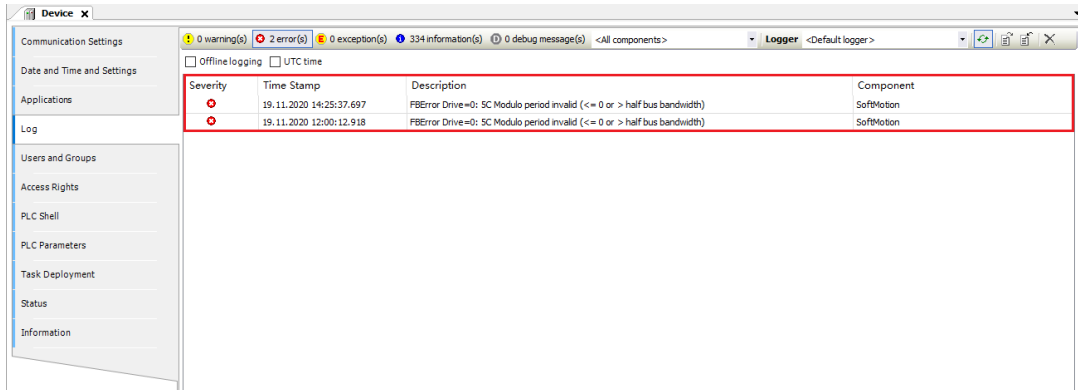 Device
Communication Settings
Date and Time and Settings
Applications
Log
Users and Groups
Access Rights
PLC Shell
PLC Parameters
Task Deployment
Status
Information
0 warning(s) 2 error(s) E 0 exception(s) 334 information(s) D 0 debug message(s) <All components> Logger <Default logger>
Offline logging UTC time
Severity Time Stamp Description Component
19.11.2020 14:25:37.697 FBError Drive=0: 5C Modulo period invalid (<= 0 or > half bus bandwidth) SoftMotion
19.11.2020 12:00:12.918 FBError Drive=0: 5C Modulo period invalid (<= 0 or > half bus bandwidth) SoftMotion